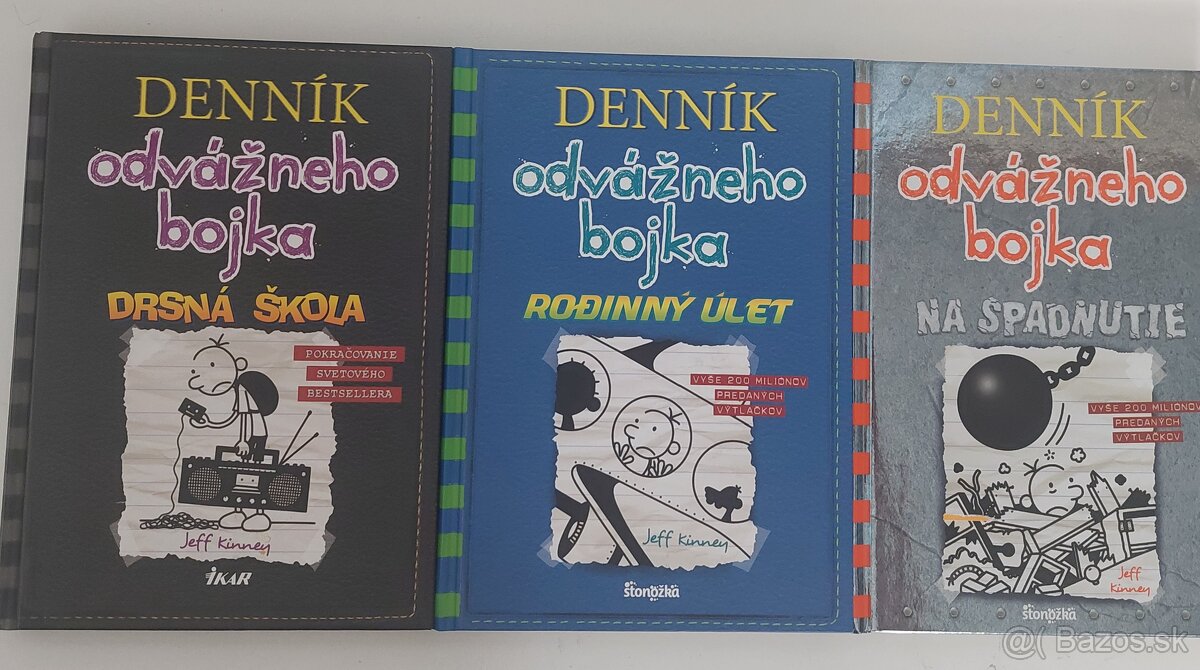 DENNÍK
odvážneho
bojka
DRSNÁ ŠKOLA
POKRAČOVANIE
SVETOVÉHO
BESTSELLERA
Jeff Kinney
IKAR
DENNÍK
odvážneho
bojka
RODINNÝ ÚLET
VYŠE 200 MILIÓNOV
PREDANÝCH
VÝTLAČKOV
Jeff Kinney
stonožka
DENNÍK
odvážneho
bojka
NA SPADNUTIE
VYŠE 200 MILIÓNOV
PREDANÝCH
VÝTLAČKOV
Jeff
Kinney
stonožka
@( Bazos.sk